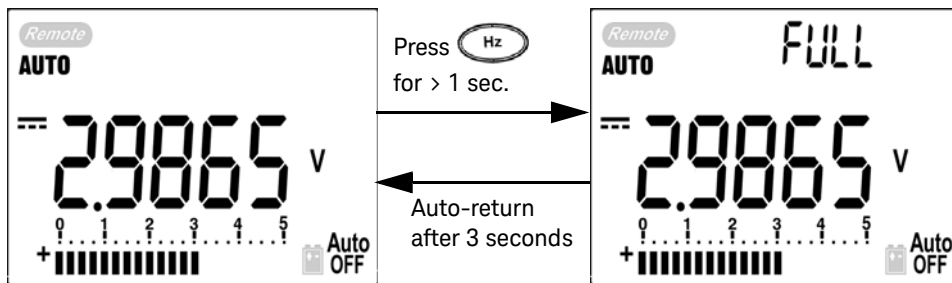 Remote
AUTO
2.9865 V
0 1 2 3 4 5
+
Auto
OFF
Press Hz
for > 1 sec.
Auto-return
after 3 seconds
Remote
AUTO
FULL
2.9865 V
0 1 2 3 4 5
+
Auto
OFF